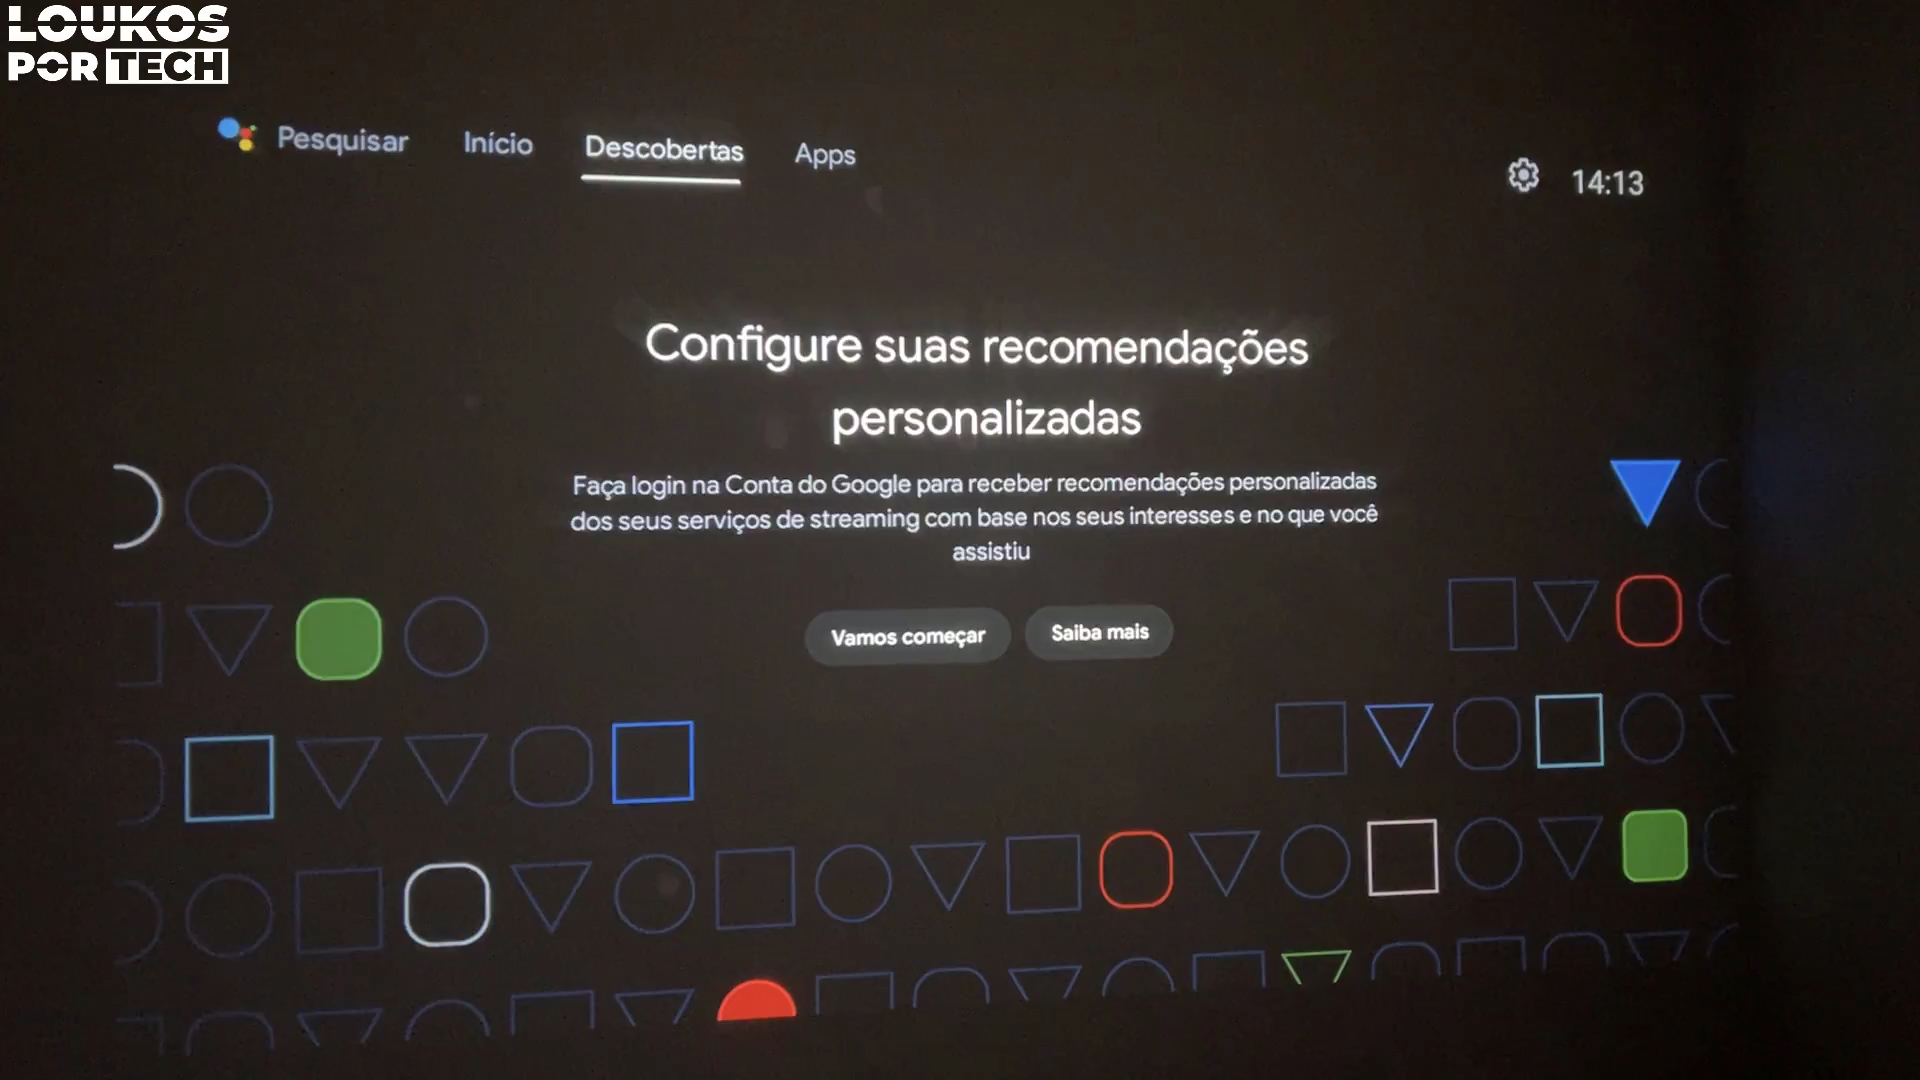 LOUKOS
POR TECH
Pesquisar
Início
Descobertas
Apps
14:13
Configure suas recomendações
personalizadas
Faça login na Conta do Google para receber recomendações personalizadas
dos seus serviços de streaming com base nos seus interesses e no que você
assistiu
Vamos começar
Saiba mais